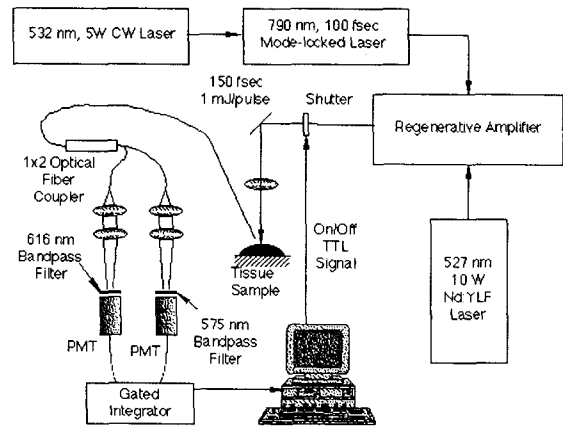 532 nm, 5W CW Laser
790 nm, 100 fsec
Mode-locked Laser
150 fsec
1 mJ/pulse
Shutter
Regenerative Amplifier
1x2 Optical
Fiber
Coupler
On/Off
TTL
Signal
616 nm
Bandpass
Filter
Tissue
Sample
527 nm
10 W
Nd:YLF
Laser
575 nm
Bandpass
Filter
PMT
PMT
Gated
Integrator